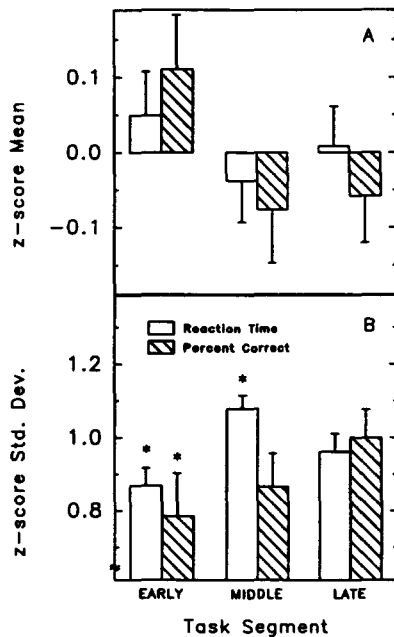 A
z-score Mean
0.1
0.0
-0.1
B
Reaction Time
Percent Correct
z-score Std. Dev.
1.2
1.0
0.8
*
*
*
EARLY
MIDDLE
LATE
Task Segment